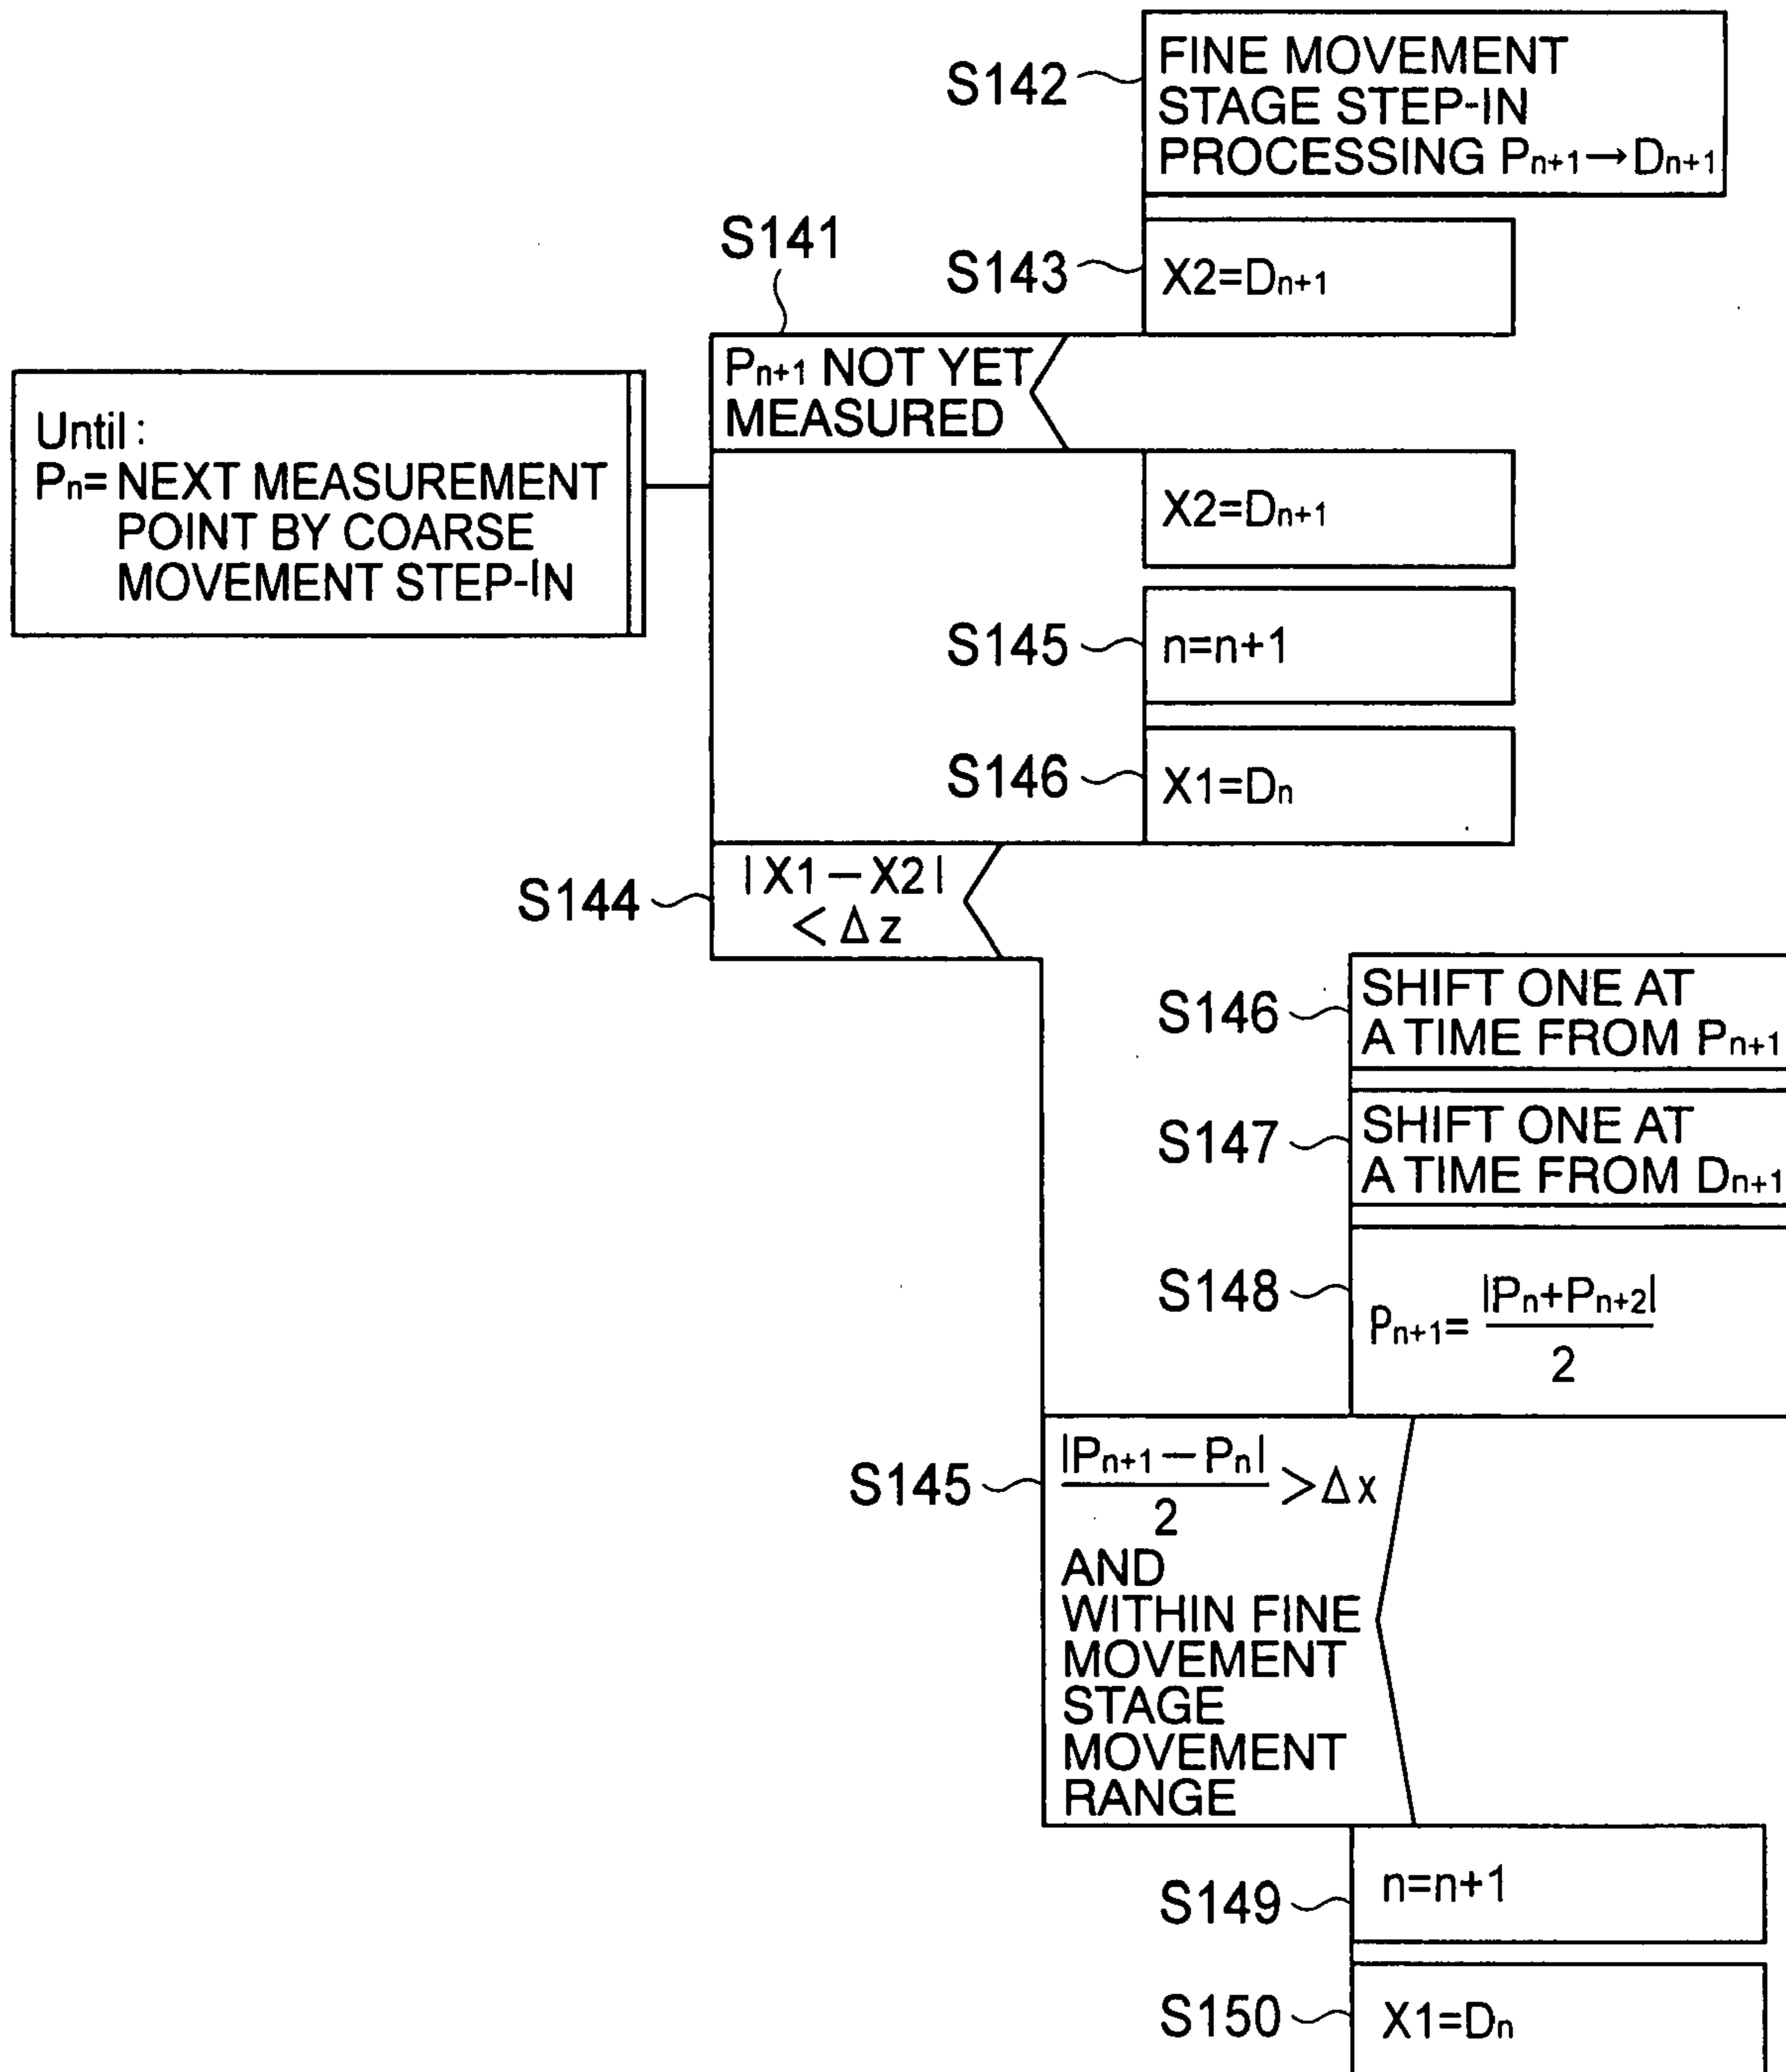 S142
FINE MOVEMENT
STAGE STEP-IN
PROCESSING Pn+1→Dn+1
S141
S143
X2=Dn+1
Pn+1 NOT YET
MEASURED
Until :
Pn= NEXT MEASUREMENT
POINT BY COARSE
MOVEMENT STEP-IN
X2=Dn+1
S145
n=n+1
S146
X1=Dn
S144
|X1−X2|
<Δz
S146
SHIFT ONE AT
A TIME FROM Pn+1
S147
SHIFT ONE AT
A TIME FROM Dn+1
S148
Pn+1= |Pn+Pn+2|
2
S145
|Pn+1−Pn|
2 >Δx
AND
WITHIN FINE
MOVEMENT
STAGE
MOVEMENT
RANGE
S149
n=n+1
S150
X1=Dn